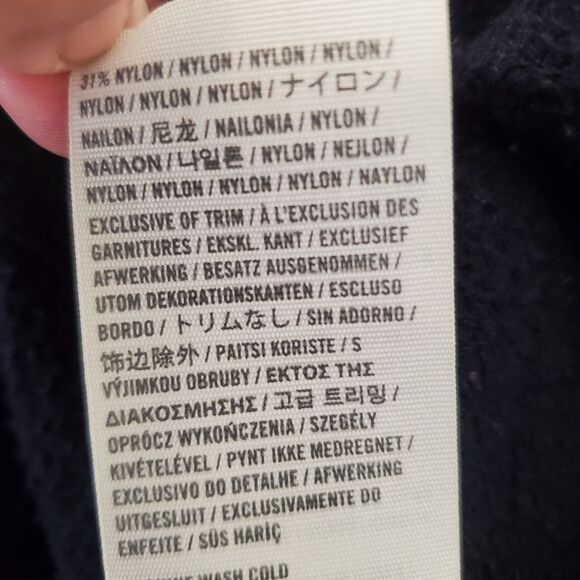 31% NYLON / NYLON / NYLON / NYLON /
NYLON / NYLON / NYLON / ナイロン /
NAILON / 尼龙 / NAILONIA / NYLON /
ΝΑΪΛΟΝ / 나일론 / NYLON / NEJLON /
NYLON / NYLON / NYLON / NYLON / NAYLON
EXCLUSIVE OF TRIM / À L'EXCLUSION DES
GARNITURES / EKSKL. KANT / EXCLUSIEF
AFWERKING / BESATZ AUSGENOMMEN /
UTOM DEKORATIONSKANTEN / ESCLUSO
BORDO / トリムなし / SIN ADORNO /
饰边除外 / PAITSI KORISTE / S
VÝJIMKOU OBRUBY / ΕΚΤΟΣ ΤΗΣ
ΔΙΑΚΟΣΜΗΣΗΣ / 고급 트리밍 /
OPRÓCZ WYKOŃCZENIA / SZEGÉLY
KIVÉTELÉVEL / PYNT IKKE MEDREGNET /
EXCLUSIVO DO DETALHE / AFWERKING
UITGESLUIT / EXCLUSIVAMENTE DO
ENFEITE / SÜS HARİÇ
WASH COLD